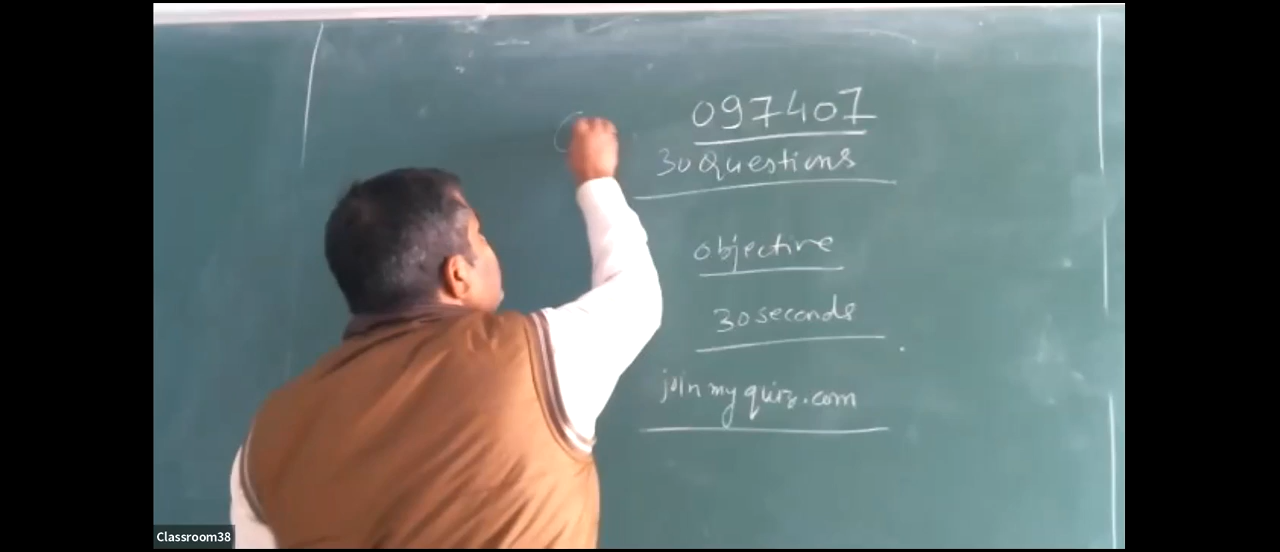 097407
30 Questions
objective
30 seconds
joinmyquiz.com
Classroom38